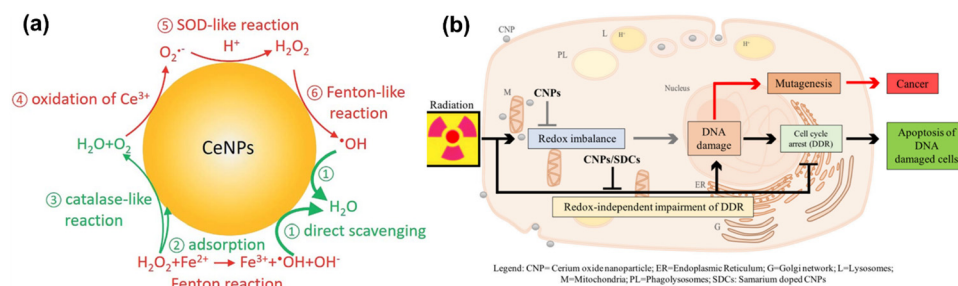 (a)
⑤ SOD-like reaction
O₂•⁻
H⁺
H₂O₂
④ oxidation of Ce³⁺
⑥ Fenton-like
reaction
CeNPs
H₂O+O₂
•OH
①
③ catalase-like
reaction
H₂O
② adsorption
① direct scavenging
H₂O₂+Fe²⁺ → Fe³⁺+•OH+OH⁻
Fenton reaction
(b)
CNP
L
H⁺
H⁺
PL
Nucleus
Mutagenesis
Cancer
M
CNPs
Radiation
Redox imbalance
DNA
damage
Cell cycle
arrest (DDR)
Apoptosis of
DNA
damaged cells
CNPs/SDCs
ER
Redox-independent impairment of DDR
G
Legend: CNP= Cerium oxide nanoparticle; ER=Endoplasmic Reticulum; G=Golgi network; L=Lysosomes;
M=Mitochondria; PL=Phagolysosomes; SDCs: Samarium doped CNPs